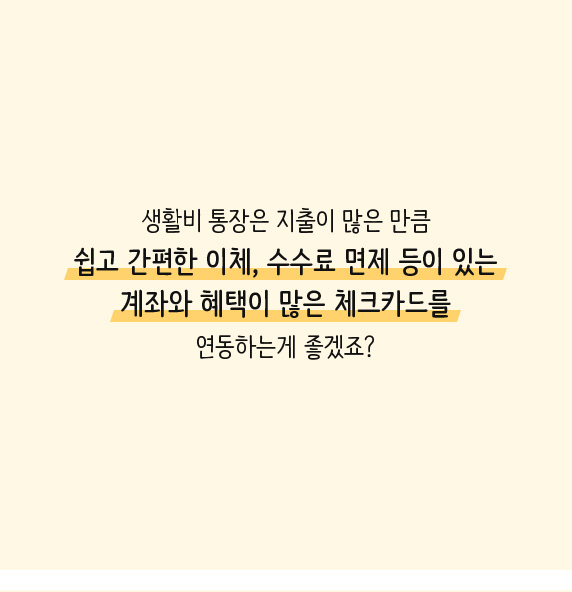 생활비 통장은 지출이 많은 만큼
쉽고 간편한 이체, 수수료 면제 등이 있는
계좌와 혜택이 많은 체크카드를
연동하는게 좋겠죠?